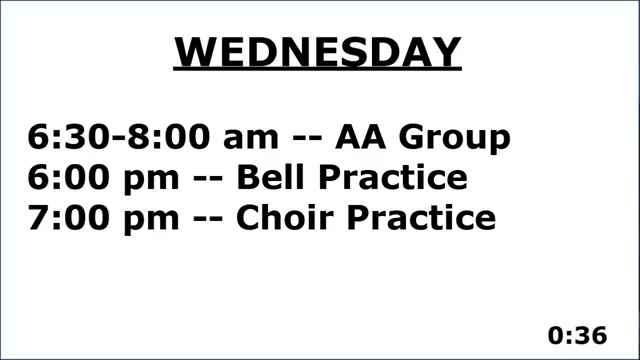 WEDNESDAY
6:30-8:00 am -- AA Group
6:00 pm -- Bell Practice
7:00 pm -- Choir Practice
0:36